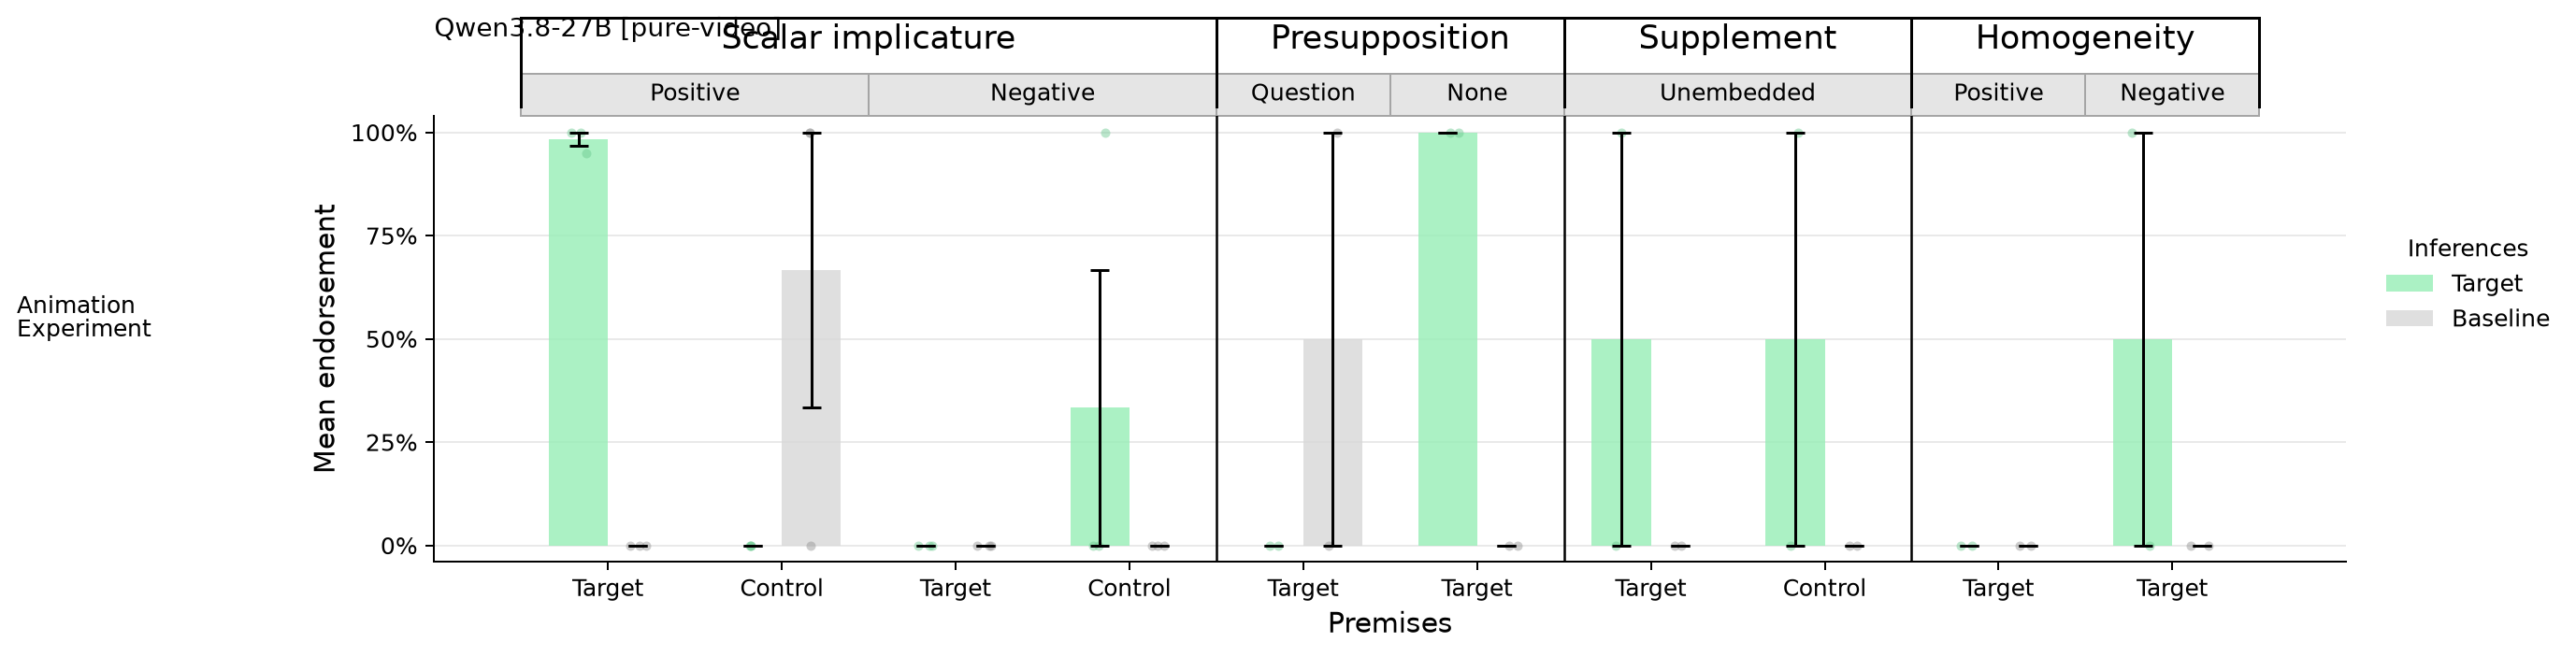 Qwen3.8-27B [pure-video]
Scalar implicature Presupposition Supplement Homogeneity
Positive Negative Question None Unembedded Positive Negative
100%
75%
50%
25%
0%
Mean endorsement
Animation
Experiment
Inferences
Target
Baseline
Target Control Target Control Target Target Target Control Target Target
Premises